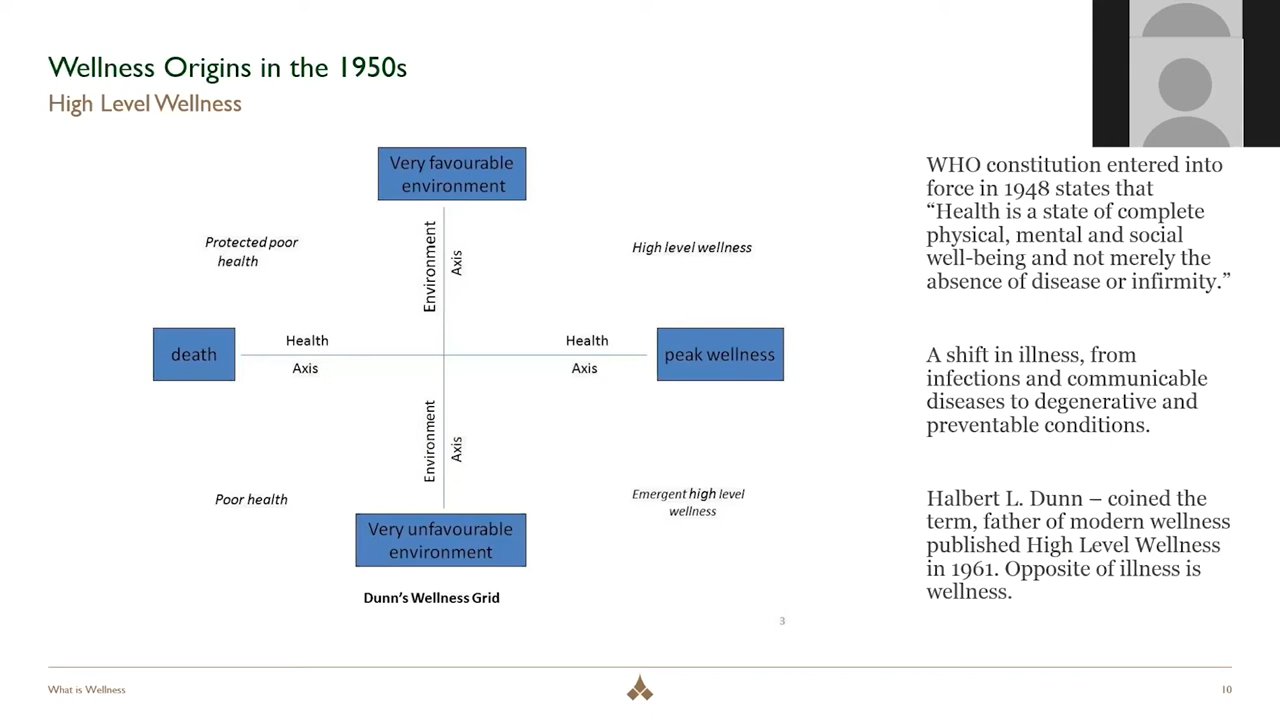 Wellness Origins in the 1950s
High Level Wellness
Very favourable
environment
Protected poor
health
Environment
Axis
High level wellness
death
Health
Axis
Health
Axis
peak wellness
Environment
Axis
Poor health
Emergent high level
wellness
Very unfavourable
environment
Dunn's Wellness Grid
3
WHO constitution entered into
force in 1948 states that
“Health is a state of complete
physical, mental and social
well-being and not merely the
absence of disease or infirmity.”
A shift in illness, from
infections and communicable
diseases to degenerative and
preventable conditions.
Halbert L. Dunn – coined the
term, father of modern wellness
published High Level Wellness
in 1961. Opposite of illness is
wellness.
What is Wellness
10